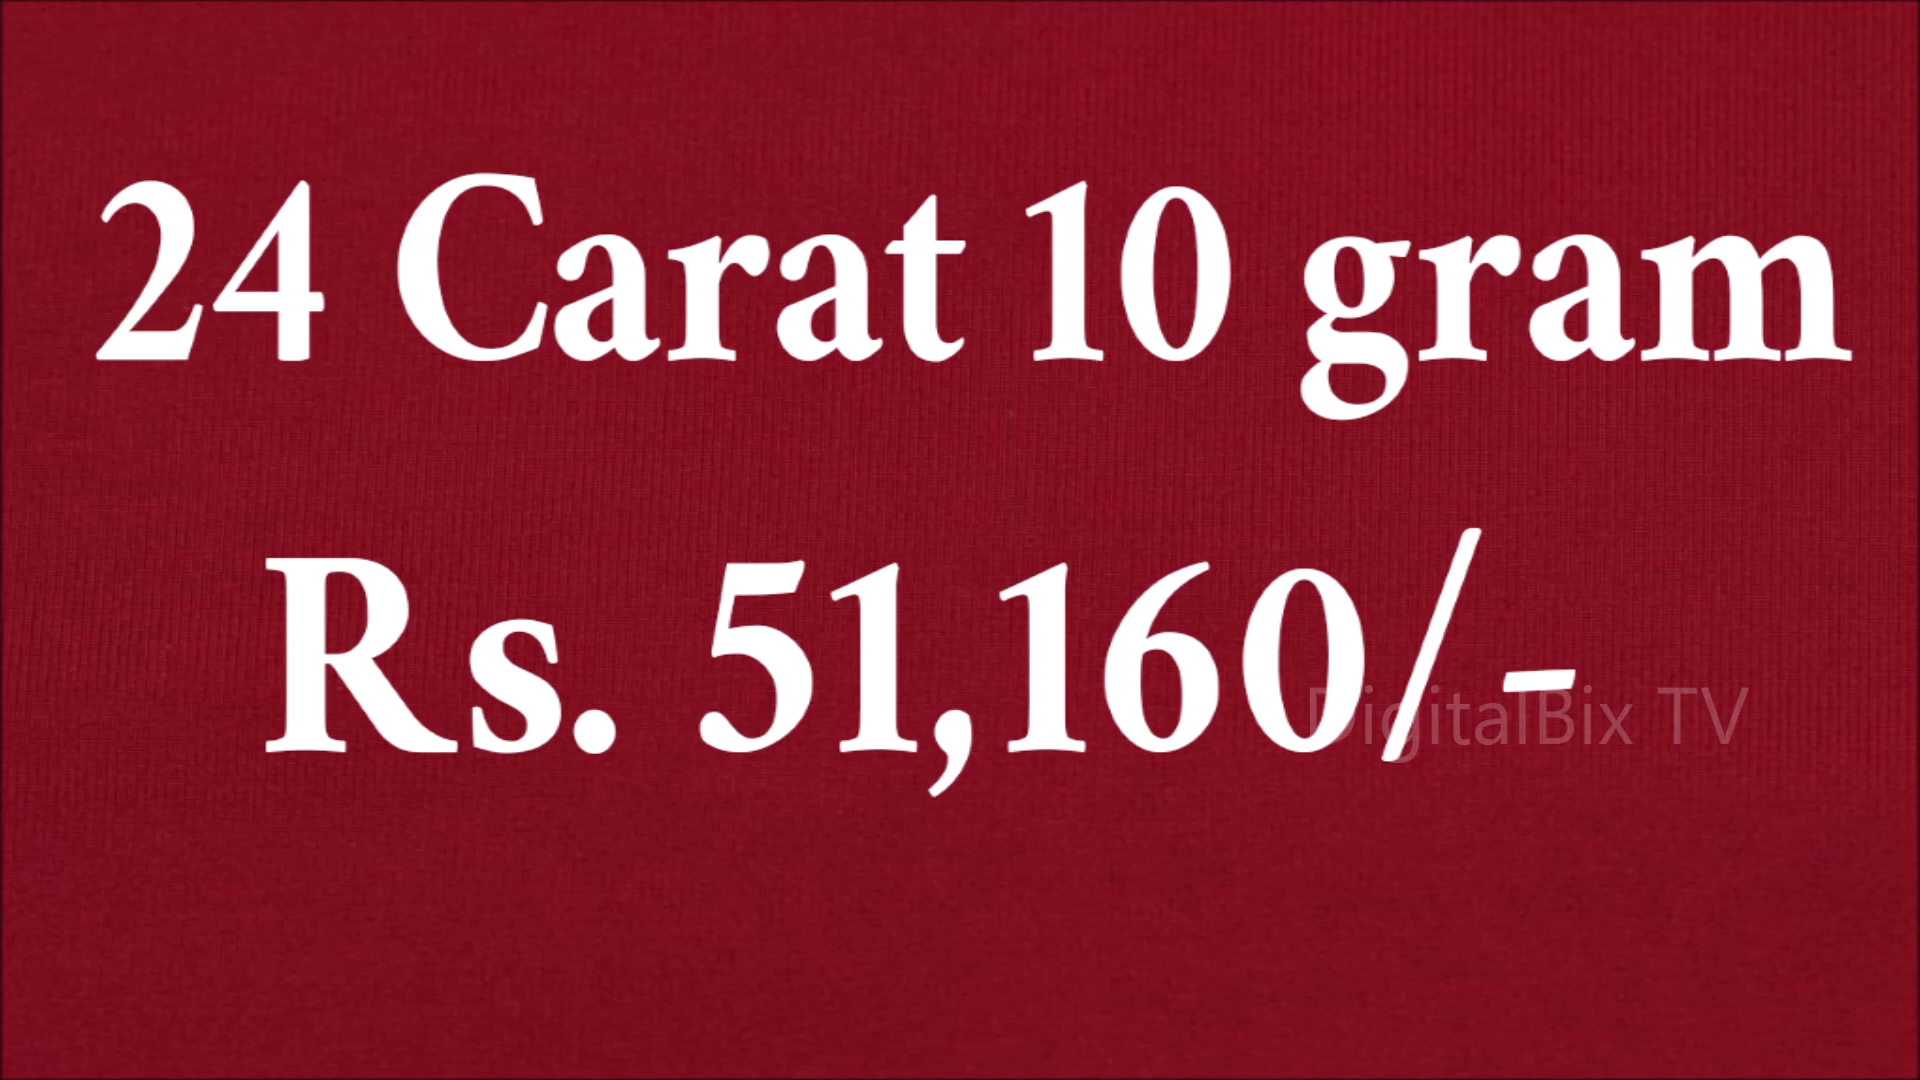 24 Carat 10 gram
Rs. 51,160/-
DigitalBix TV